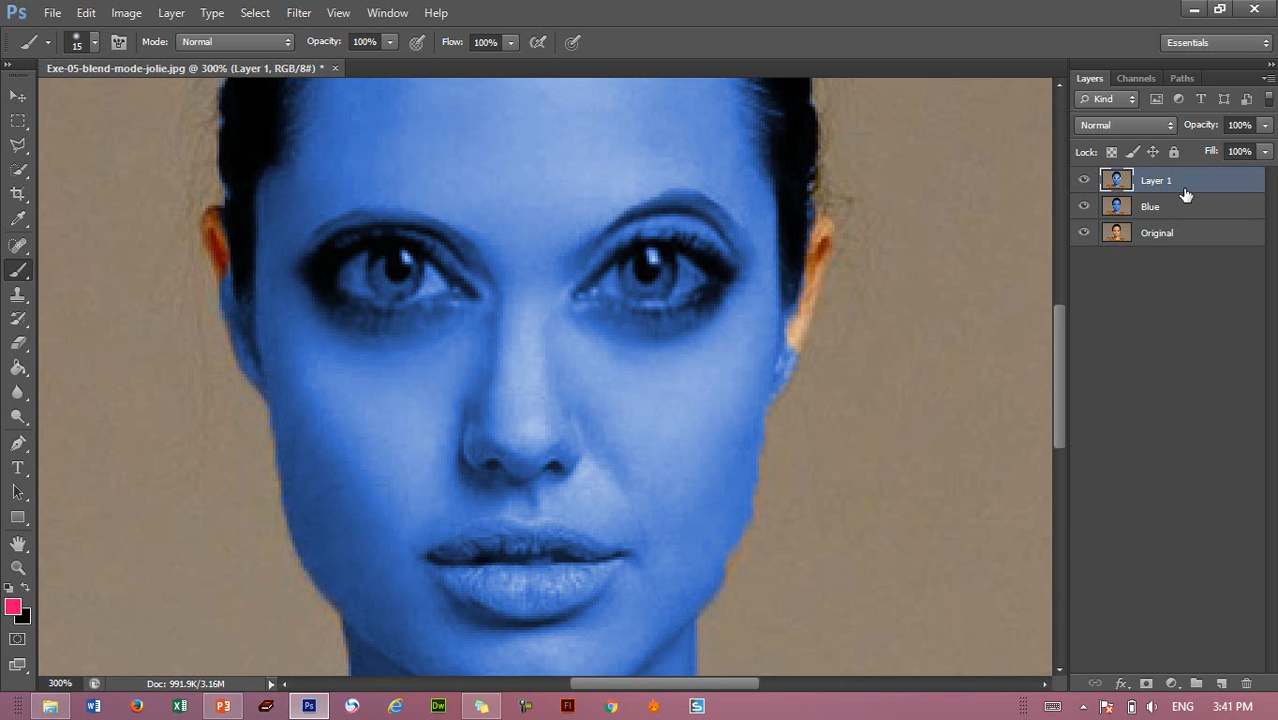 Ps File Edit Image Layer Type Select Filter View Window Help
15 Mode: Normal Opacity: 100% Flow: 100% Essentials
Exe-05-blend-mode-jolie.jpg @ 300% (Layer 1, RGB/8#) * ×
Layers Channels Paths
Kind
Normal Opacity: 100%
Lock: Fill: 100%
Layer 1
Blue
Original
300% Doc: 991.9K/3.16M
ENG 3:41 PM